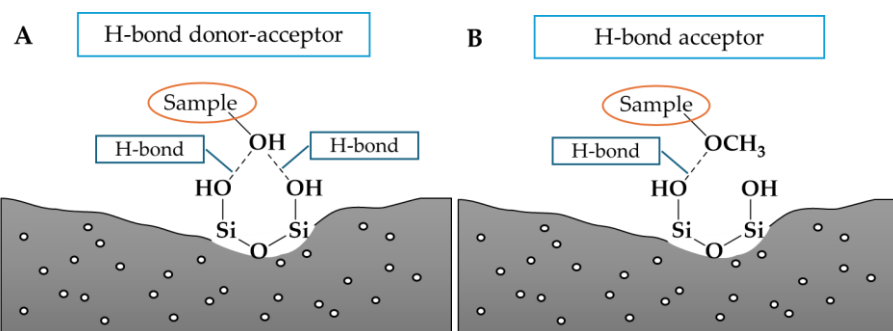 A
H-bond donor-acceptor
Sample
OH
H-bond
H-bond
HO
OH
Si
Si
O
B
H-bond acceptor
Sample
OCH₃
H-bond
HO
OH
Si
Si
O